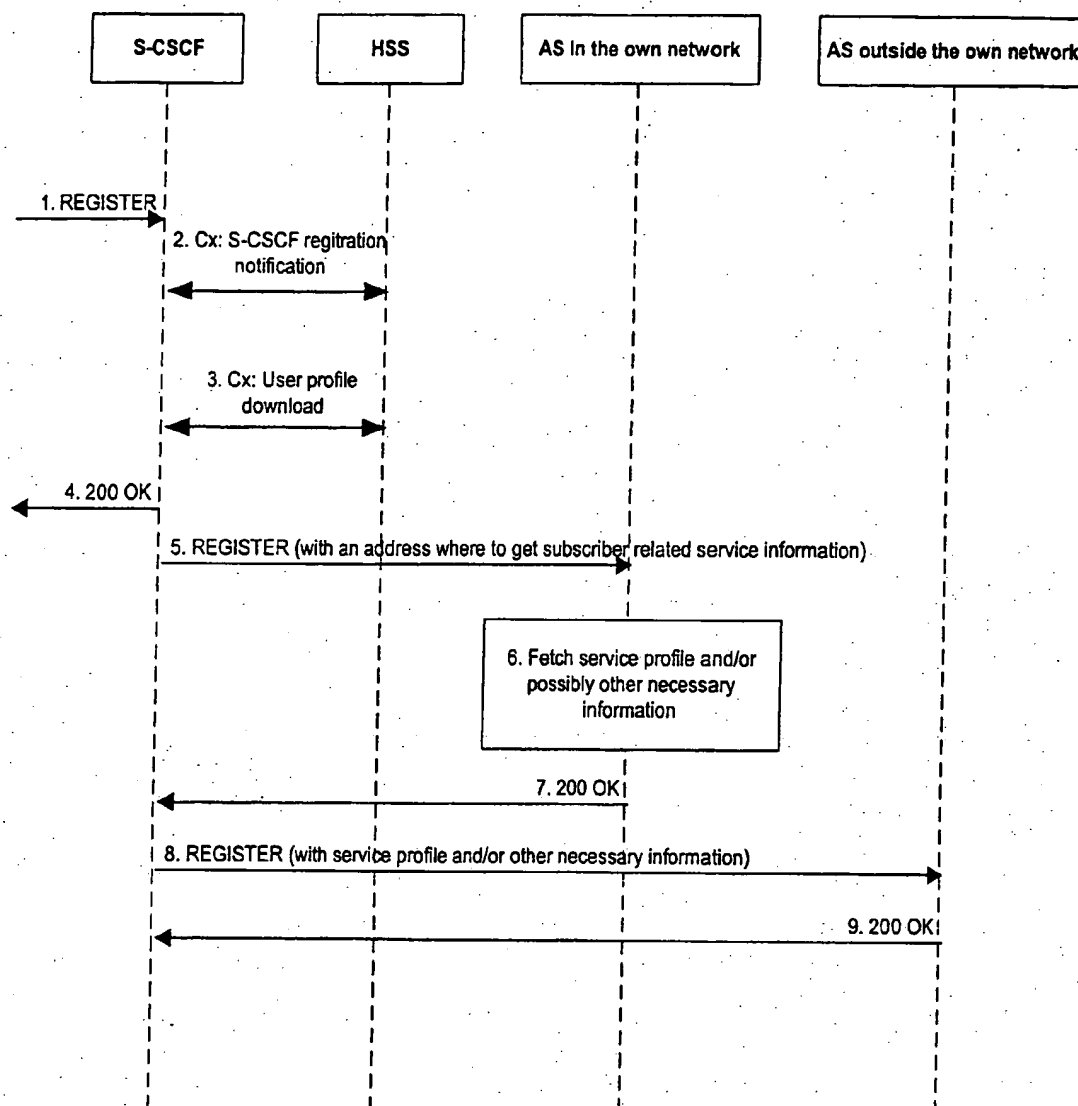 S-CSCF
HSS
AS In the own network
AS outside the own network
1. REGISTER
2. Cx: S-CSCF regitration
notification
3. Cx: User profile
download
4. 200 OK
5. REGISTER (with an address where to get subscriber related service information)
6. Fetch service profile and/or
possibly other necessary
information
7. 200 OK
8. REGISTER (with service profile and/or other necessary information)
9. 200 OK